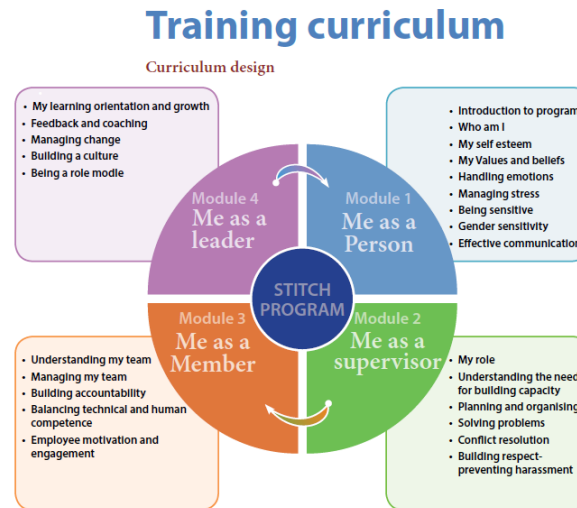 Training curriculum
Curriculum design
• My learning orientation and growth
• Feedback and coaching
• Managing change
• Building a culture
• Being a role modle
• Introduction to program
• Who am I
• My self esteem
• My Values and beliefs
• Handling emotions
• Managing stress
• Being sensitive
• Gender sensitivity
• Effective communication
Module 4
Me as a
leader
Module 1
Me as a
Person
STITCH
PROGRAM
Module 3
Me as a
Member
Module 2
Me as a
supervisor
• Understanding my team
• Managing my team
• Building accountability
• Balancing technical and human
competence
• Employee motivation and
engagement
• My role
• Understanding the need
for building capacity
• Planning and organising
• Solving problems
• Conflict resolution
• Building respect-
preventing harassment